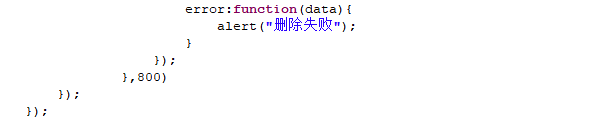 error:function(data){
alert("删除失败");
}
});
},800)
});
});